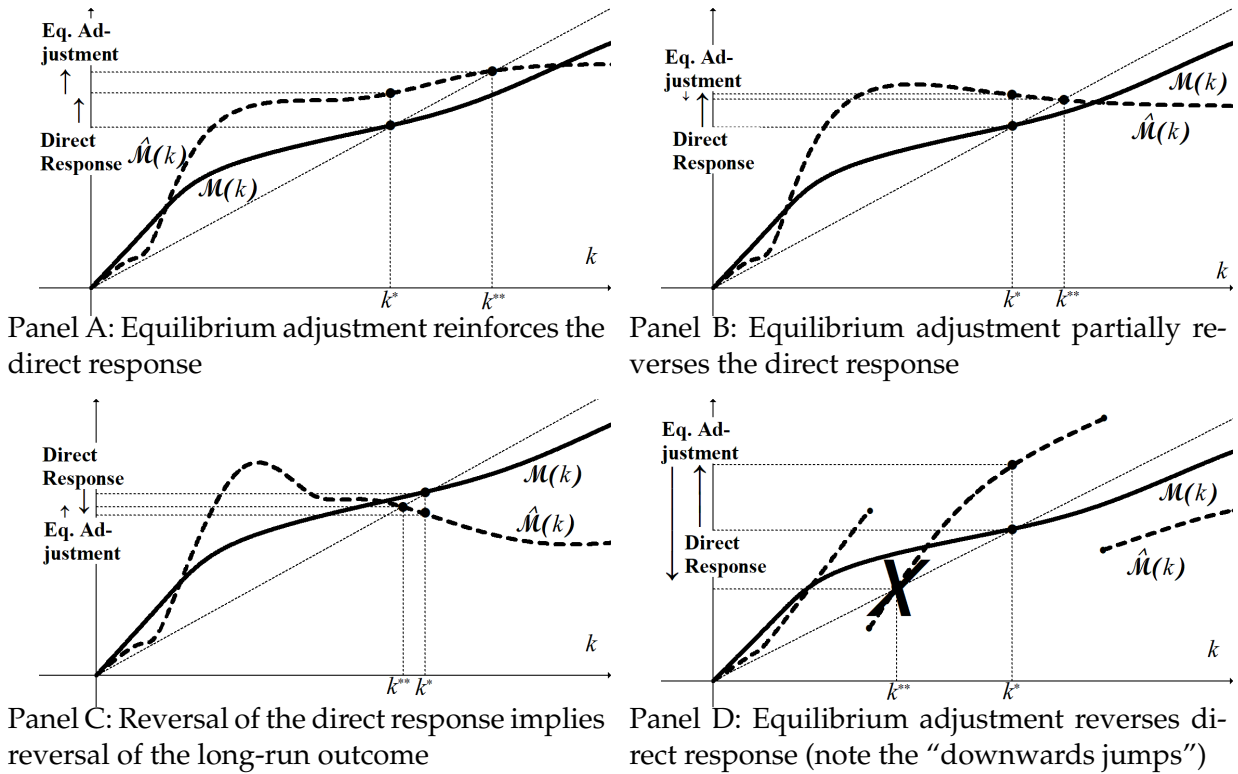 Eq. Ad-
justment
Direct
Response
M̂(k)
M(k)
k
k* k**
Panel A: Equilibrium adjustment reinforces the
direct response
Eq. Ad-
justment
Direct
Response
M(k)
M̂(k)
k
k* k**
Panel B: Equilibrium adjustment partially re-
verses the direct response
Direct
Response
Eq. Ad-
justment
M(k)
M̂(k)
k
k** k*
Panel C: Reversal of the direct response implies
reversal of the long-run outcome
Eq. Ad-
justment
Direct
Response
M(k)
M̂(k)
X
k
k** k*
Panel D: Equilibrium adjustment reverses di-
rect response (note the “downwards jumps”)